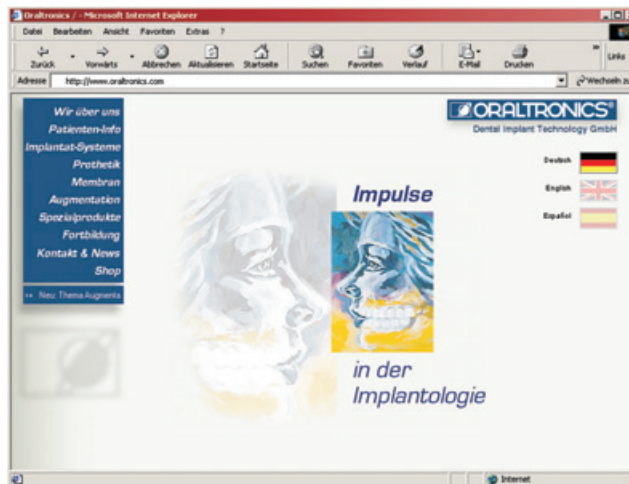 Oraltronics / - Microsoft Internet Explorer
Datei Bearbeiten Ansicht Favoriten Extras ?
Zurück Vorwärts Abbrechen Aktualisieren Startseite Suchen Favoriten Verlauf E-Mail Drucken » Links
Adresse http://www.oraltronics.com Wechseln zu
Wir über uns
Patienten-Info
Implantat-Systeme
Prothetik
Membran
Augmentation
Spezialprodukte
Fortbildung
Kontakt & News
Shop
Neu: Thema Augmenta
ORALTRONICS®
Dental Implant Technology GmbH
Deutsch
English
Español
Impulse
in der
Implantologie
Internet